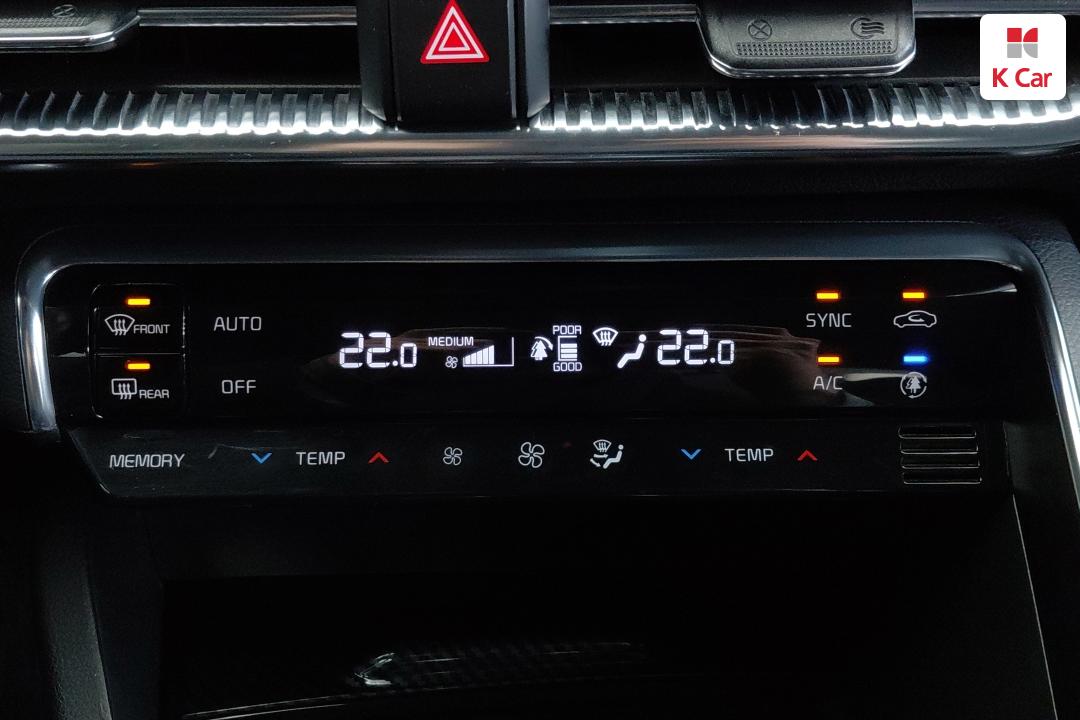 K Car
FRONT
AUTO
SYNC
22.0
MEDIUM
POOR
GOOD
22.0
REAR
OFF
A/C
MEMORY
TEMP
TEMP